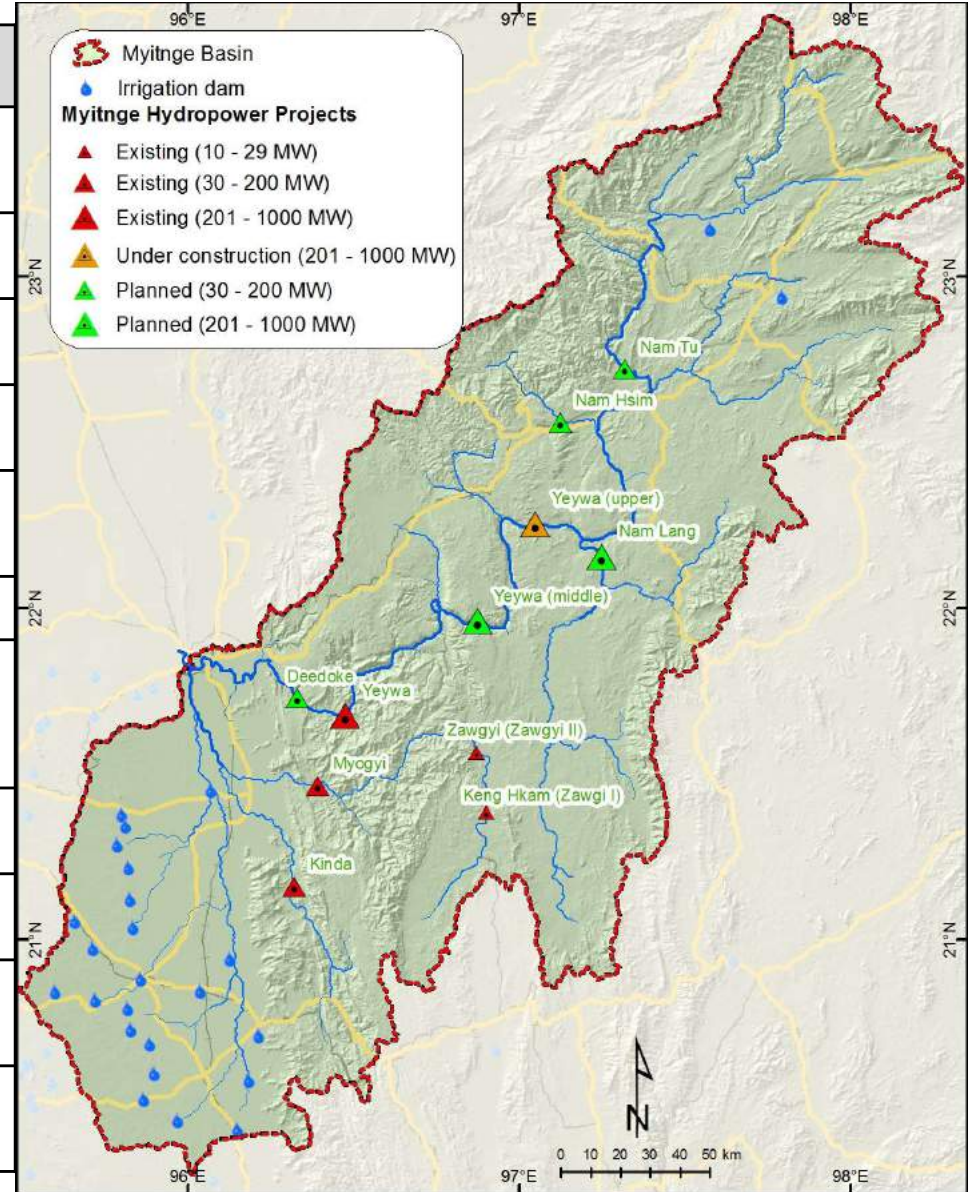 96°E
97°E
98°E
Myitnge Basin
Irrigation dam
Myitnge Hydropower Projects
Existing (10 - 29 MW)
Existing (30 - 200 MW)
Existing (201 - 1000 MW)
Under construction (201 - 1000 MW)
Planned (30 - 200 MW)
Planned (201 - 1000 MW)
23°N
23°N
Nam Tu
Nam Hsim
Yeywa (upper)
Nam Lang
Yeywa (middle)
22°N
22°N
Deedoke
Yeywa
Zawgyi (Zawgyi II)
Myogyi
Keng Hkam (Zawgi I)
Kinda
21°N
21°N
N
0 10 20 30 40 50 km
96°E
97°E
98°E